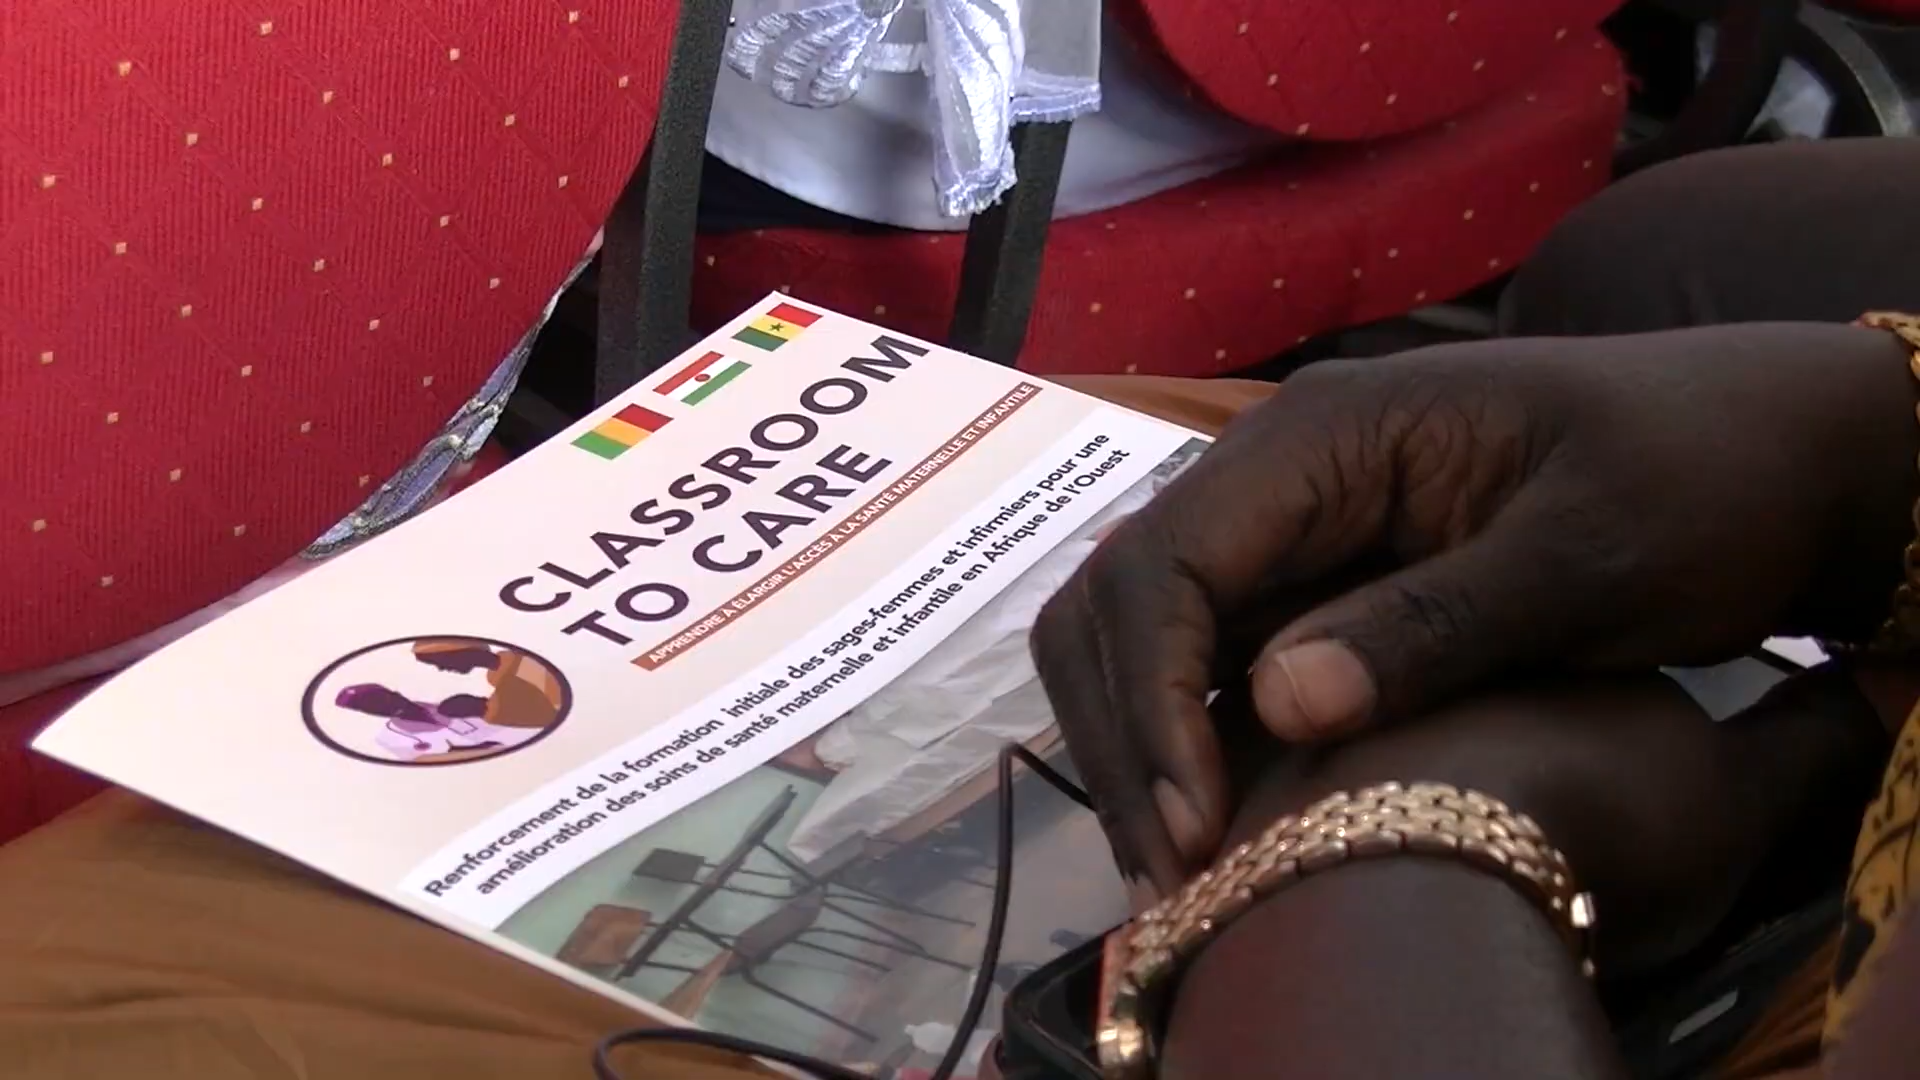 CLASSROOM
TO CARE
APPRENDRE À ÉLARGIR L'ACCÈS À LA SANTÉ MATERNELLE ET INFANTILE
Renforcement de la formation initiale des sages-femmes et infirmiers pour une
amélioration des soins de santé maternelle et infantile en Afrique de l'Ouest